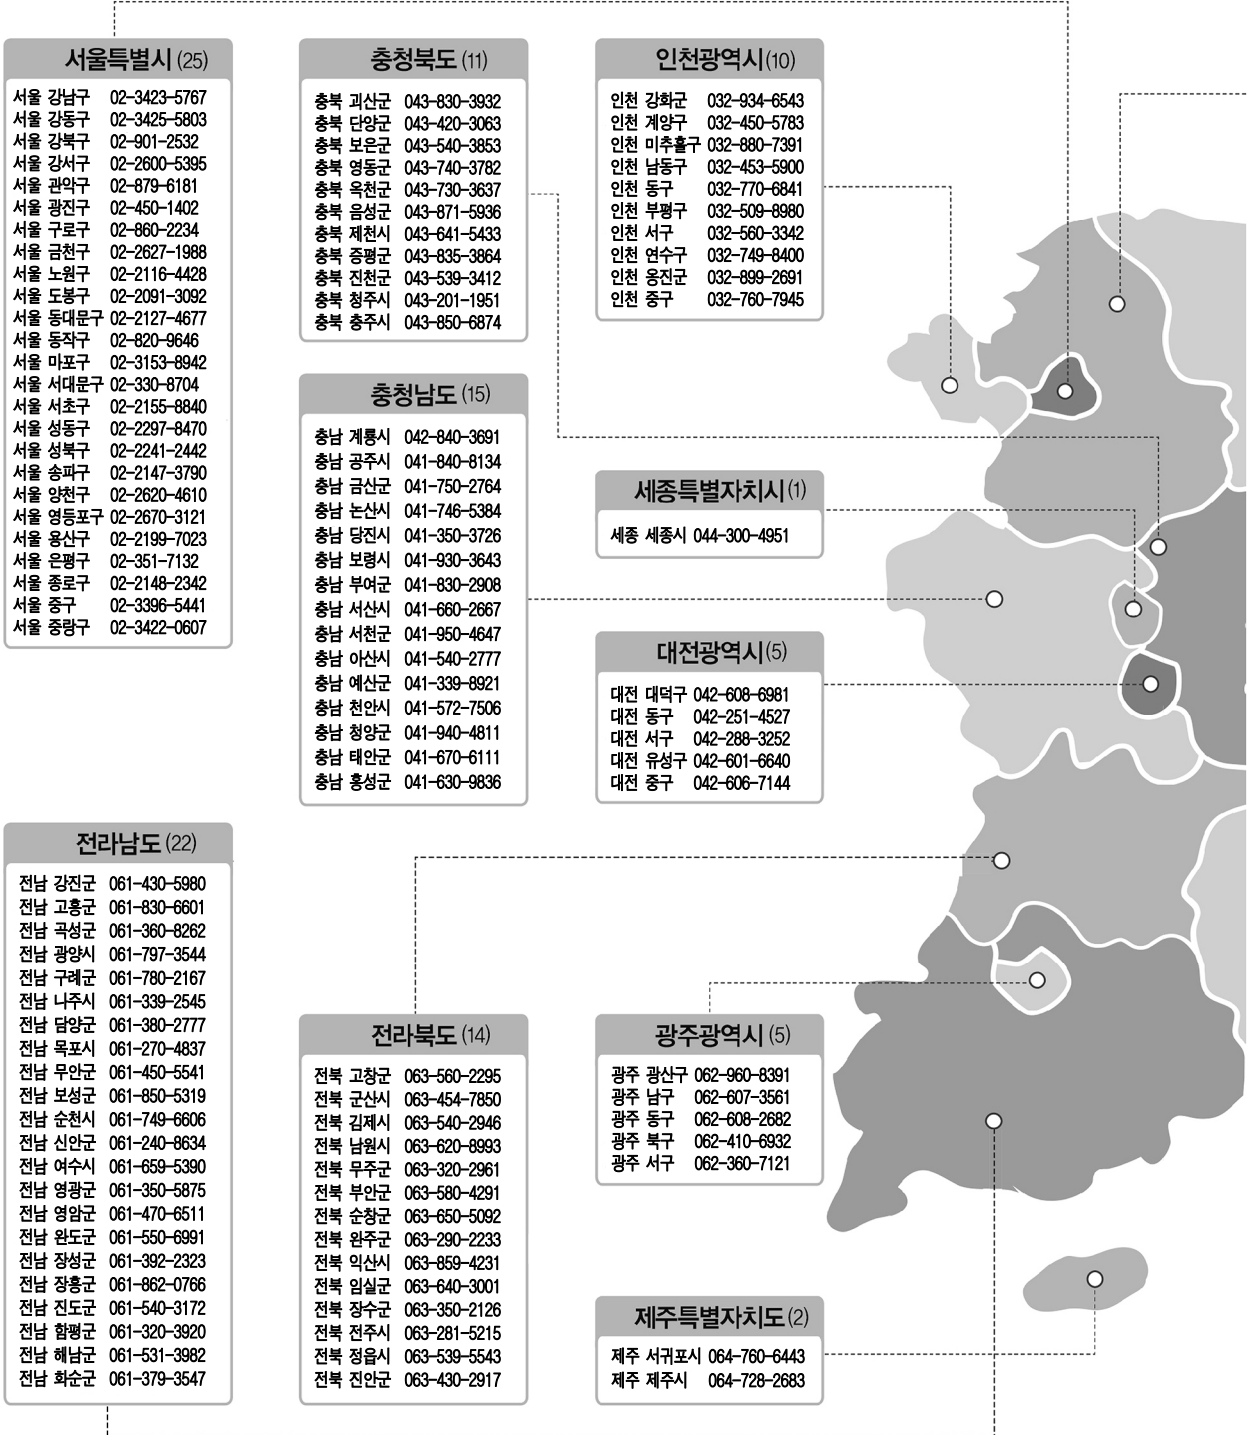 서울특별시 (25)
서울 강남구 02-3423-5767
서울 강동구 02-3425-5803
서울 강북구 02-901-2532
서울 강서구 02-2600-5395
서울 관악구 02-879-6181
서울 광진구 02-450-1402
서울 구로구 02-860-2234
서울 금천구 02-2627-1988
서울 노원구 02-2116-4428
서울 도봉구 02-2091-3092
서울 동대문구 02-2127-4677
서울 동작구 02-820-9646
서울 마포구 02-3153-8942
서울 서대문구 02-330-8704
서울 서초구 02-2155-8840
서울 성동구 02-2297-8470
서울 성북구 02-2241-2442
서울 송파구 02-2147-3790
서울 양천구 02-2620-4610
서울 영등포구 02-2670-3121
서울 용산구 02-2199-7023
서울 은평구 02-351-7132
서울 종로구 02-2148-2342
서울 중구 02-3396-5441
서울 중랑구 02-3422-0607
충청북도 (11)
충북 괴산군 043-830-3932
충북 단양군 043-420-3063
충북 보은군 043-540-3853
충북 영동군 043-740-3782
충북 옥천군 043-730-3637
충북 음성군 043-871-5936
충북 제천시 043-641-5433
충북 증평군 043-835-3864
충북 진천군 043-539-3412
충북 청주시 043-201-1951
충북 충주시 043-850-6874
인천광역시 (10)
인천 강화군 032-934-6543
인천 계양구 032-450-5783
인천 미추홀구 032-880-7391
인천 남동구 032-453-5900
인천 동구 032-770-6841
인천 부평구 032-509-8980
인천 서구 032-560-3342
인천 연수구 032-749-8400
인천 옹진군 032-899-2691
인천 중구 032-760-7945
충청남도 (15)
충남 계룡시 042-840-3691
충남 공주시 041-840-8134
충남 금산군 041-750-2764
충남 논산시 041-746-5384
충남 당진시 041-350-3726
충남 보령시 041-930-3643
충남 부여군 041-830-2908
충남 서산시 041-660-2667
충남 서천군 041-950-4647
충남 아산시 041-540-2777
충남 예산군 041-339-8921
충남 천안시 041-572-7506
충남 청양군 041-940-4811
충남 태안군 041-670-6111
충남 홍성군 041-630-9836
세종특별자치시 (1)
세종 세종시 044-300-4951
대전광역시 (5)
대전 대덕구 042-608-6981
대전 동구 042-251-4527
대전 서구 042-288-3252
대전 유성구 042-601-6640
대전 중구 042-606-7144
전라남도 (22)
전남 강진군 061-430-5980
전남 고흥군 061-830-6601
전남 곡성군 061-360-8262
전남 광양시 061-797-3544
전남 구례군 061-780-2167
전남 나주시 061-339-2545
전남 담양군 061-380-2777
전남 목포시 061-270-4837
전남 무안군 061-450-5541
전남 보성군 061-850-5319
전남 순천시 061-749-6606
전남 신안군 061-240-8634
전남 여수시 061-659-5390
전남 영광군 061-350-5875
전남 영암군 061-470-6511
전남 완도군 061-550-6991
전남 장성군 061-392-2323
전남 장흥군 061-862-0766
전남 진도군 061-540-3172
전남 함평군 061-320-3920
전남 해남군 061-531-3982
전남 화순군 061-379-3547
전라북도 (14)
전북 고창군 063-560-2295
전북 군산시 063-454-7850
전북 김제시 063-540-2946
전북 남원시 063-620-8993
전북 무주군 063-320-2961
전북 부안군 063-580-4291
전북 순창군 063-650-5092
전북 완주군 063-290-2233
전북 익산시 063-859-4231
전북 임실군 063-640-3001
전북 장수군 063-350-2126
전북 전주시 063-281-5215
전북 정읍시 063-539-5543
전북 진안군 063-430-2917
광주광역시 (5)
광주 광산구 062-960-8391
광주 남구 062-607-3561
광주 동구 062-608-2682
광주 북구 062-410-6932
광주 서구 062-360-7121
제주특별자치도 (2)
제주 서귀포시 064-760-6443
제주 제주시 064-728-2683